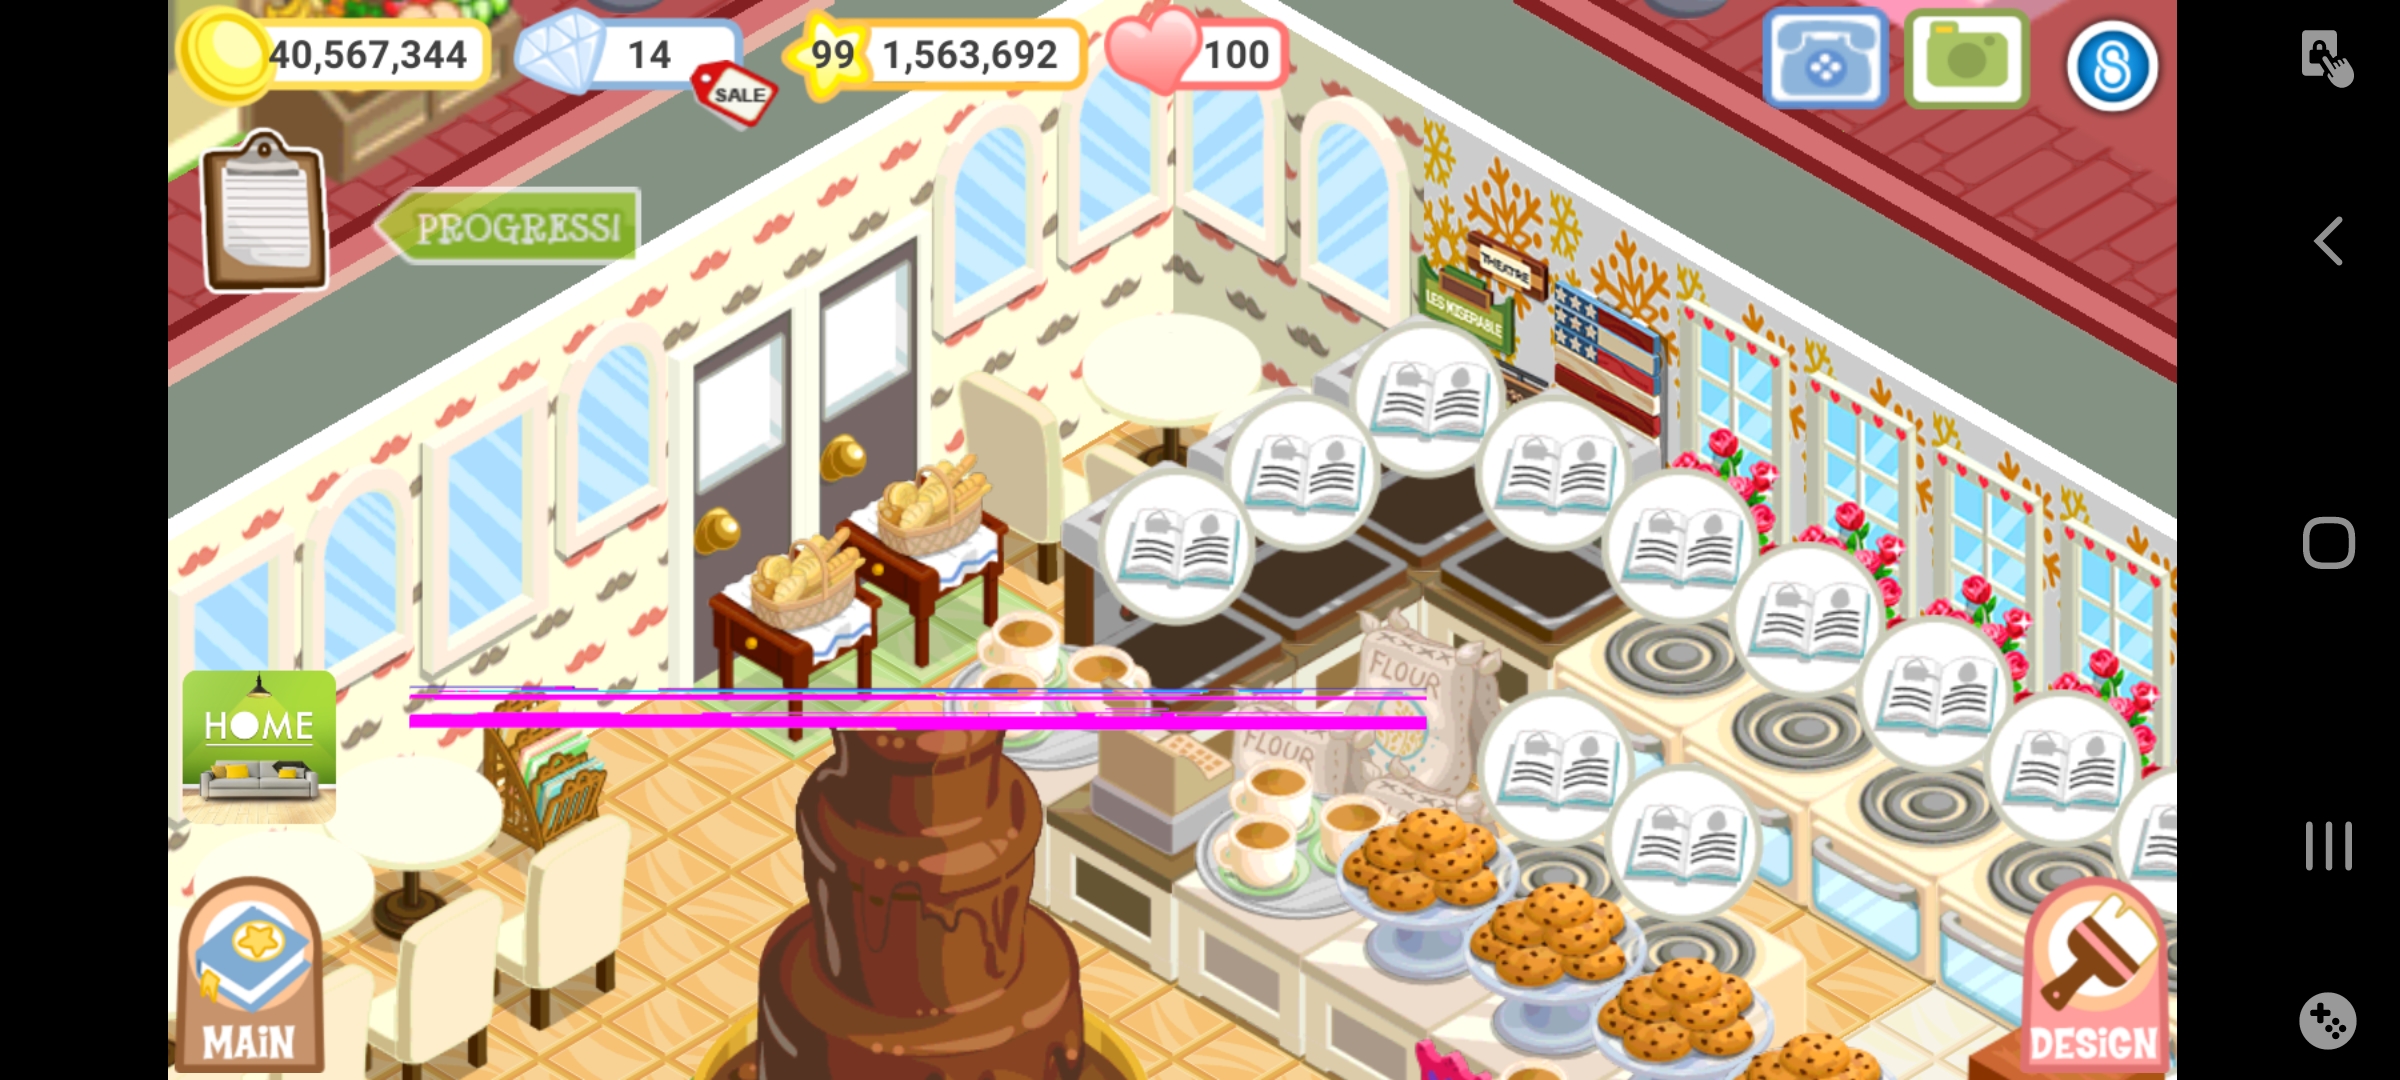 40,567,344
14
SALE
99
1,563,692
100
PROGRESS!
THEATRE
LES MISERABLE
FLOUR
FLOUR
HOME
MAiN
DESiGN